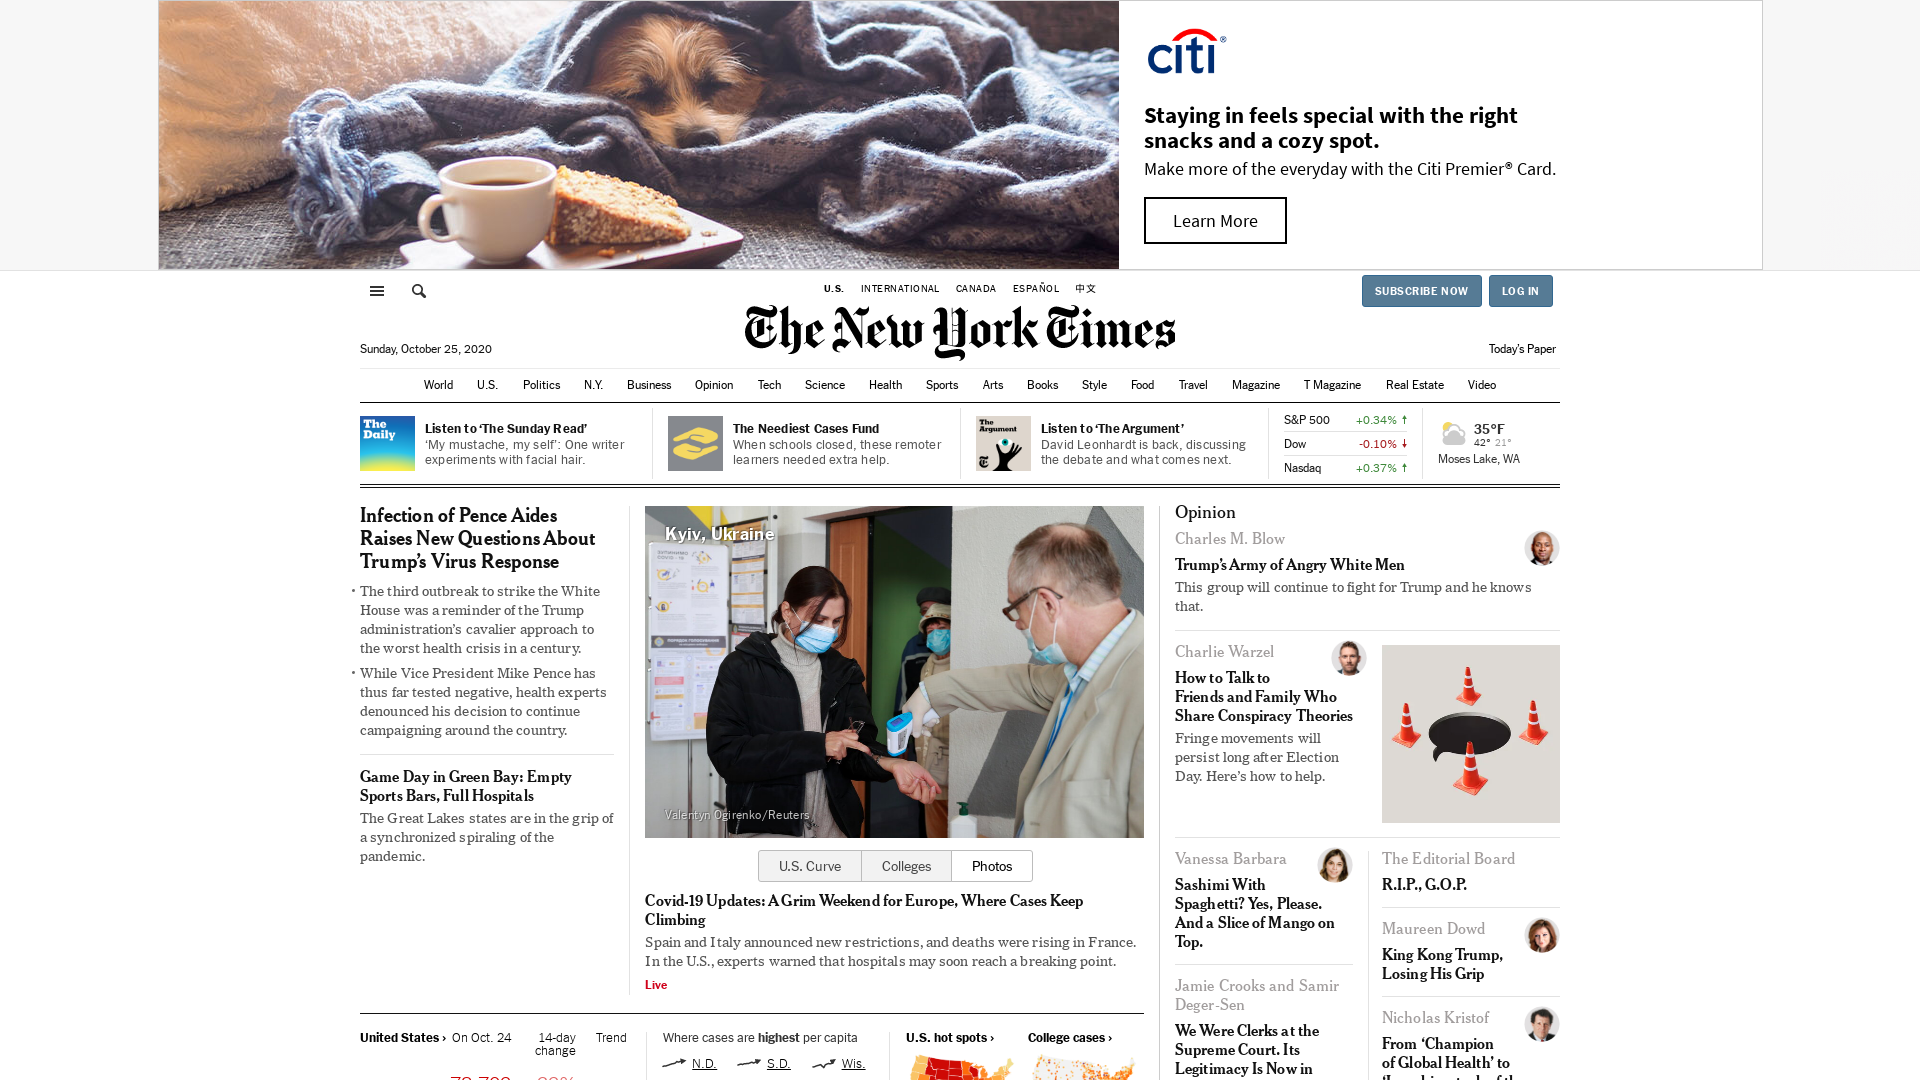 citi®
Staying in feels special with the right
snacks and a cozy spot.
Make more of the everyday with the Citi Premier® Card.
Learn More
U.S.
INTERNATIONAL
CANADA
ESPAÑOL
中文
SUBSCRIBE NOW
LOG IN
The New York Times
Sunday, October 25, 2020
Today's Paper
World U.S. Politics N.Y. Business Opinion Tech Science Health Sports Arts Books Style Food Travel Magazine T Magazine Real Estate Video
The
Daily
Listen to ‘The Sunday Read’
‘My mustache, my self’: One writer
experiments with facial hair.
The Neediest Cases Fund
When schools closed, these remoter
learners needed extra help.
The
Argument
Listen to ‘The Argument’
David Leonhardt is back, discussing
the debate and what comes next.
S&P 500 +0.34% ↑
Dow -0.10% ↓
Nasdaq +0.37% ↑
35°F
42° 21°
Moses Lake, WA
Infection of Pence Aides
Raises New Questions About
Trump’s Virus Response
• The third outbreak to strike the White
House was a reminder of the Trump
administration’s cavalier approach to
the worst health crisis in a century.
• While Vice President Mike Pence has
thus far tested negative, health experts
denounced his decision to continue
campaigning around the country.
Game Day in Green Bay: Empty
Sports Bars, Full Hospitals
The Great Lakes states are in the grip of
a synchronized spiraling of the
pandemic.
Kyiv, Ukraine
Valentyn Ogirenko/Reuters
U.S. Curve
Colleges
Photos
Covid-19 Updates: A Grim Weekend for Europe, Where Cases Keep
Climbing
Spain and Italy announced new restrictions, and deaths were rising in France.
In the U.S., experts warned that hospitals may soon reach a breaking point.
Live
Opinion
Charles M. Blow
Trump’s Army of Angry White Men
This group will continue to fight for Trump and he knows
that.
Charlie Warzel
How to Talk to
Friends and Family Who
Share Conspiracy Theories
Fringe movements will
persist long after Election
Day. Here’s how to help.
Vanessa Barbara
Sashimi With
Spaghetti? Yes, Please.
And a Slice of Mango on
Top.
Jamie Crooks and Samir
Deger-Sen
We Were Clerks at the
Supreme Court. Its
Legitimacy Is Now in
The Editorial Board
R.I.P., G.O.P.
Maureen Dowd
King Kong Trump,
Losing His Grip
Nicholas Kristof
From ‘Champion
of Global Health’ to
United States › On Oct. 24 14-day
change
Trend
Where cases are highest per capita
N.D. S.D. Wis.
U.S. hot spots ›
College cases ›